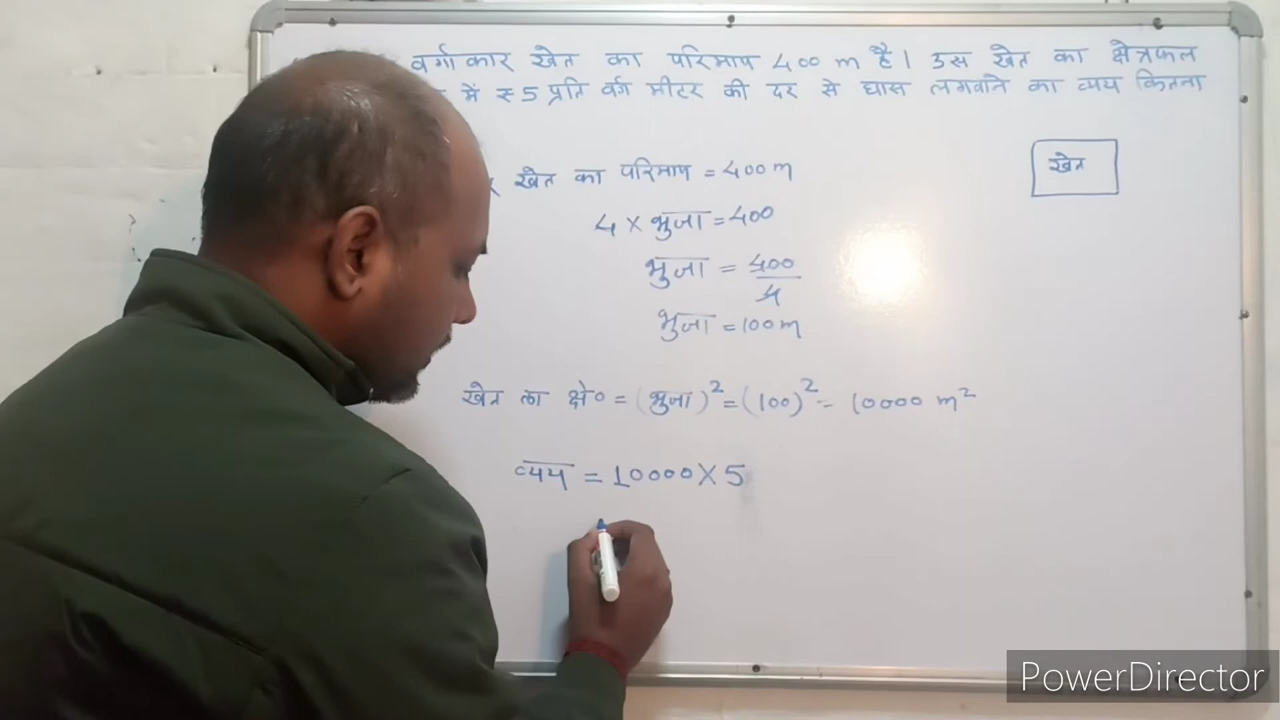 वर्गाकार खेत का परिमाप 400 m है। उस खेत का क्षेत्रफल
में ₹5 प्रति वर्ग मीटर की दर से घास लगवाने का व्यय कितना
खेत
खेत का परिमाप = 400 m
4 × भुजा = 400
भुजा = 400/4
भुजा = 100 m
खेत का क्षे० = (भुजा)² = (100)² = 10000 m²
व्यय = 10000 × 5
PowerDirector